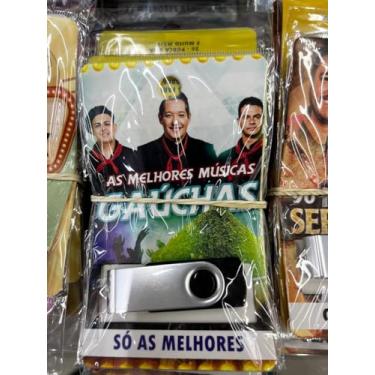 AS MELHORES MÚSICAS
GAÚCHAS
SÓ AS MELHORES